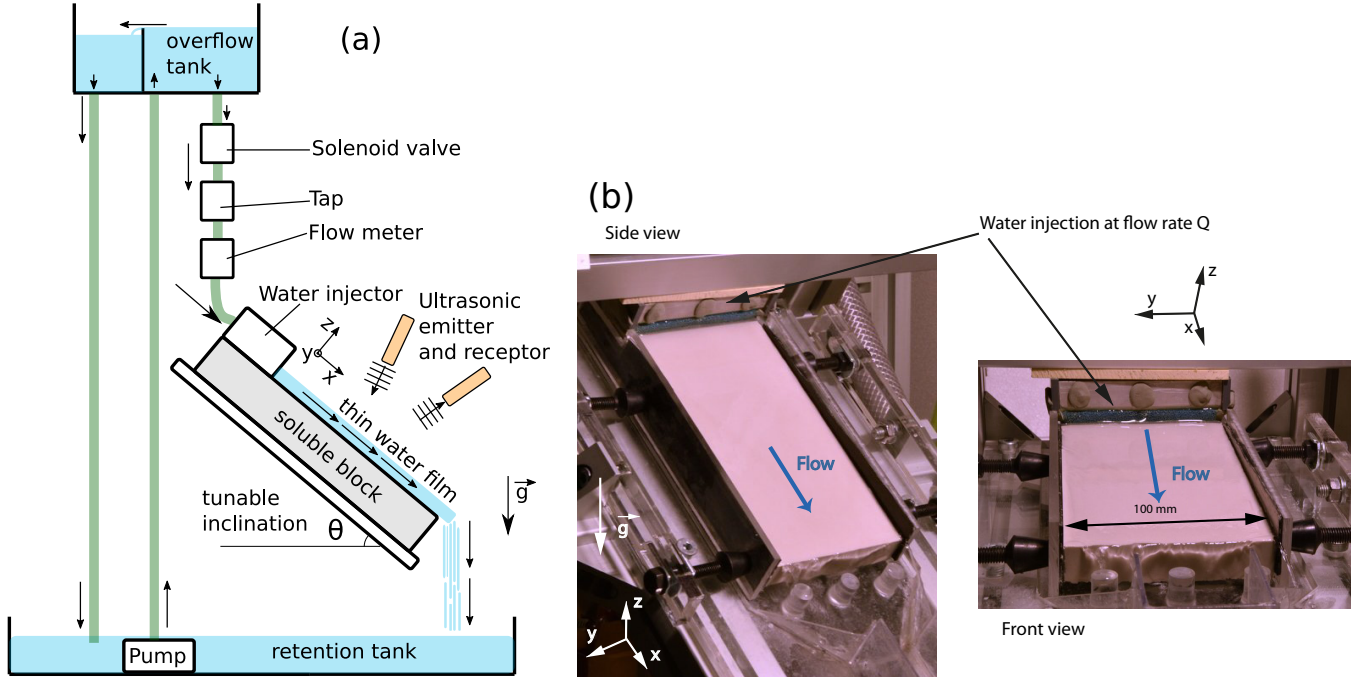 (a)
overflow
tank
Solenoid valve
Tap
Flow meter
Water injector
Ultrasonic
emitter
and receptor
z
y
x
thin water film
soluble block
tunable
inclination
θ
g
Pump
retention tank
(b)
Side view
Water injection at flow rate Q
z
y
x
Flow
g
z
y
x
Flow
100 mm
Front view